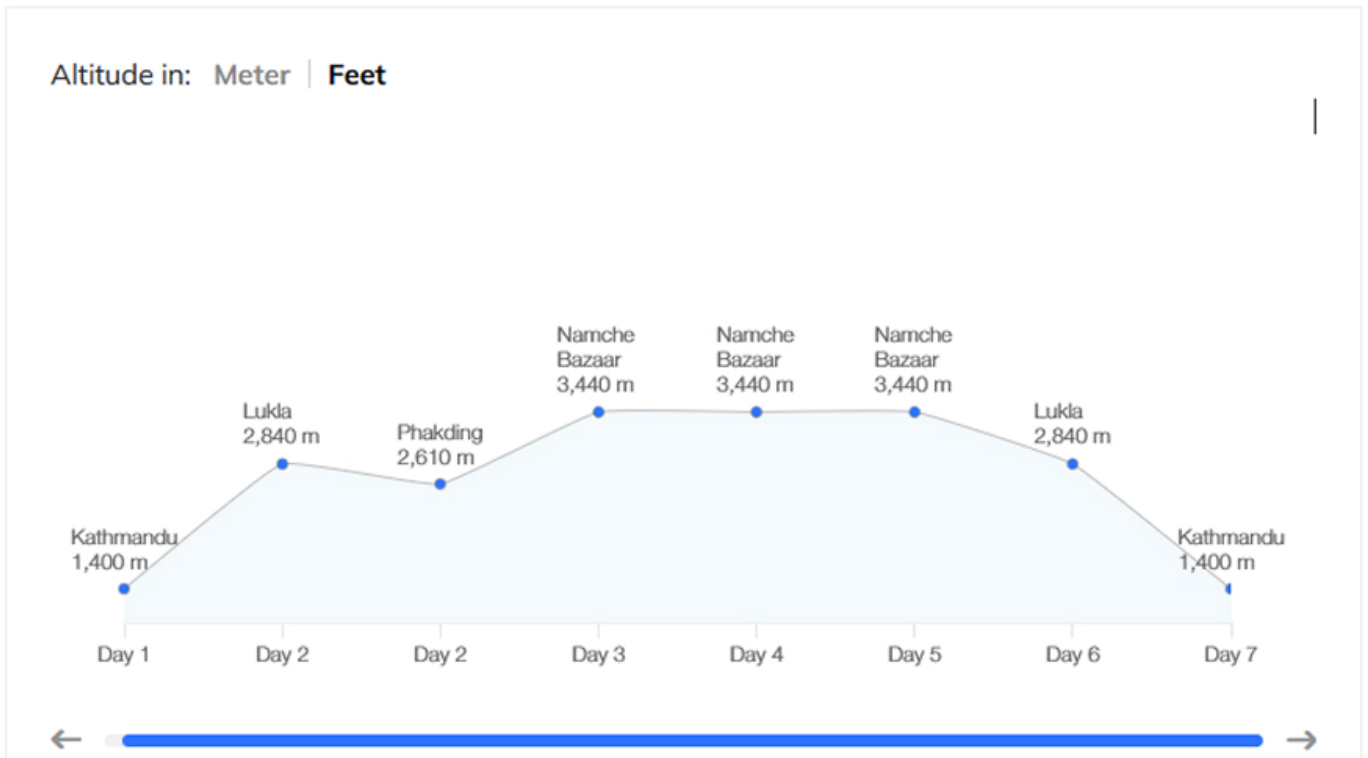 Altitude in: Meter | Feet
Namche
Bazaar
3,440 m
Namche
Bazaar
3,440 m
Namche
Bazaar
3,440 m
Lukla
2,840 m
Phakding
2,610 m
Lukla
2,840 m
Kathmandu
1,400 m
Kathmandu
1,400 m
Day 1
Day 2
Day 2
Day 3
Day 4
Day 5
Day 6
Day 7